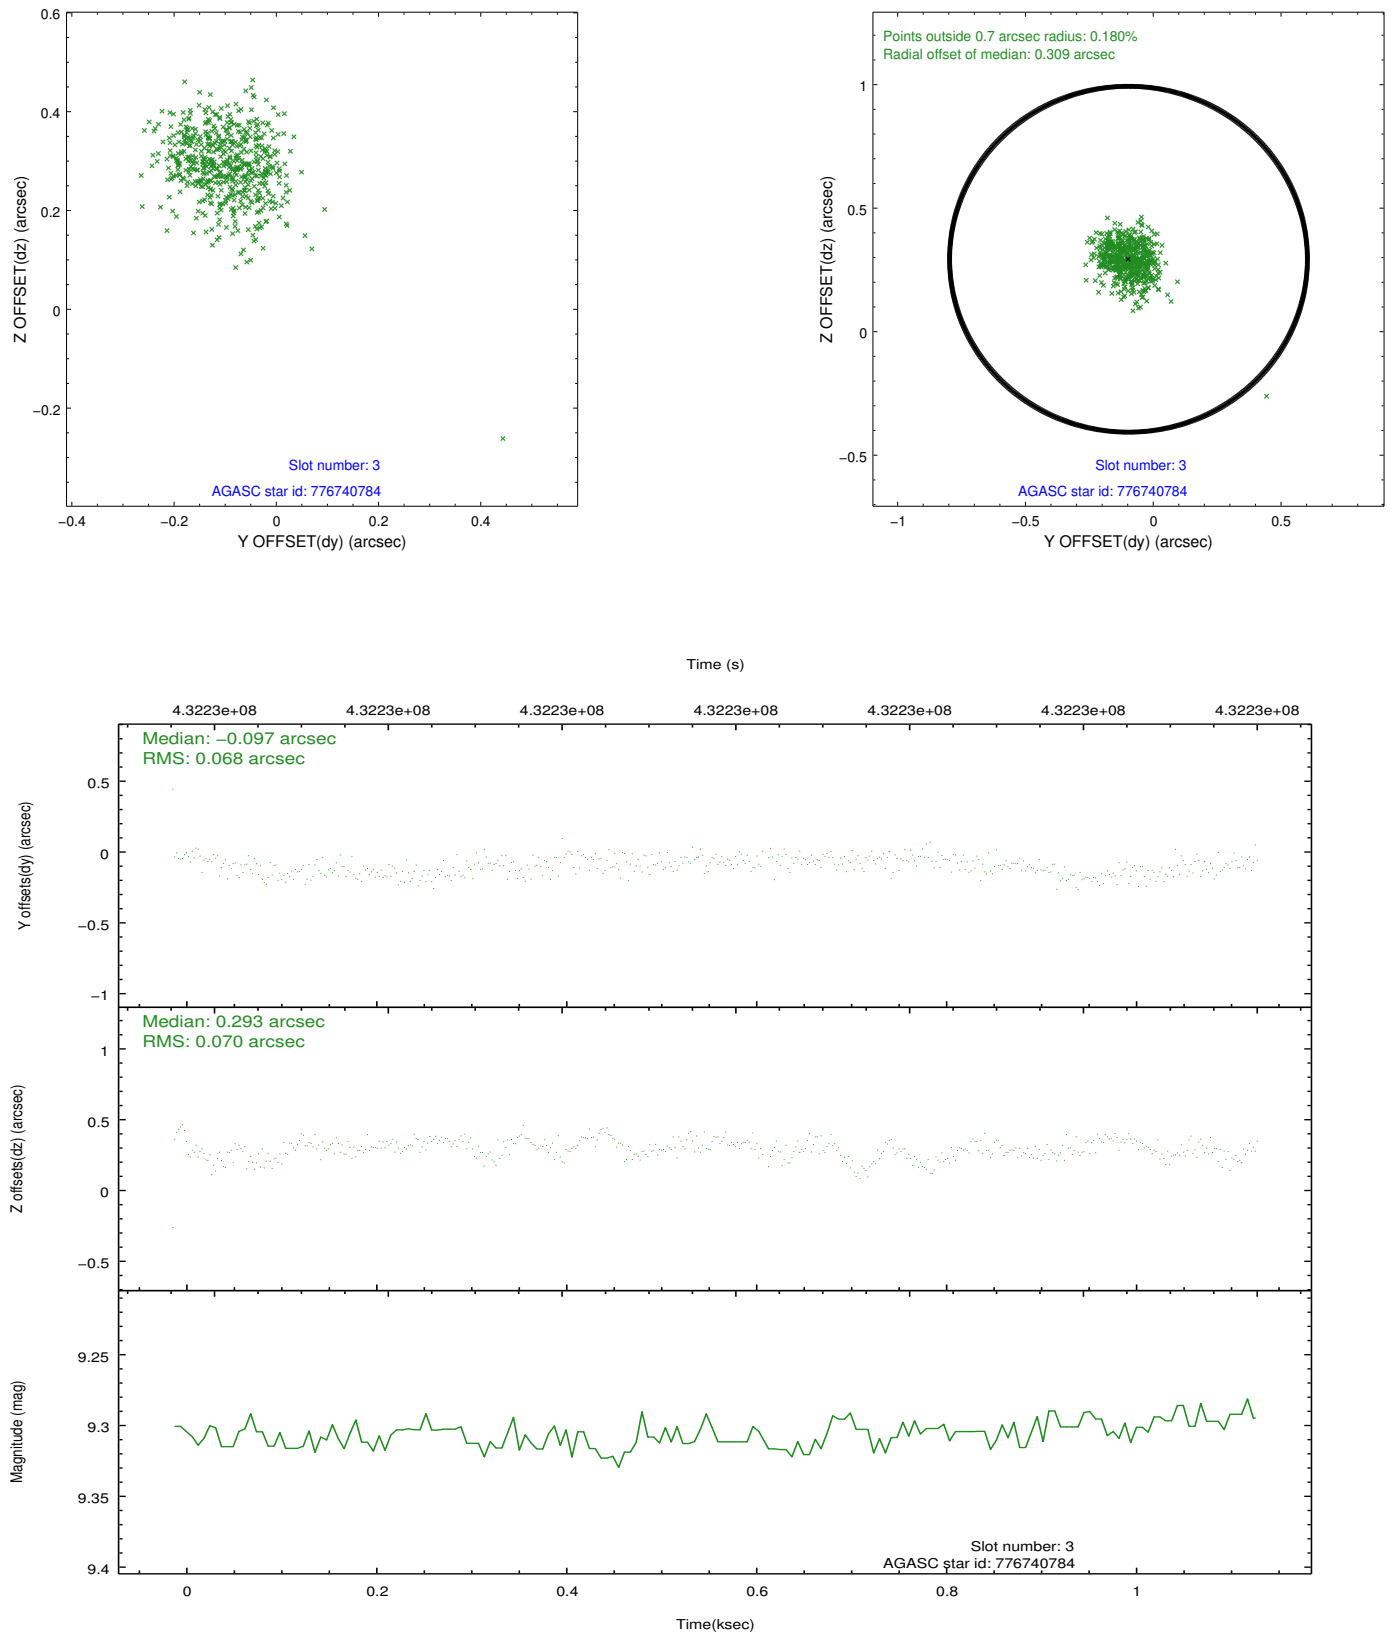 0.6
0.4
0.2
0
−0.2
Z OFFSET(dz) (arcsec)
Slot number: 3
AGASC star id: 776740784
−0.4
−0.2
0
0.2
0.4
Y OFFSET(dy) (arcsec)
Points outside 0.7 arcsec radius: 0.180%
Radial offset of median: 0.309 arcsec
1
0.5
0
−0.5
Z OFFSET(dz) (arcsec)
Slot number: 3
AGASC star id: 776740784
−1
−0.5
0
0.5
Y OFFSET(dy) (arcsec)
Time (s)
4.3223e+08
4.3223e+08
4.3223e+08
4.3223e+08
4.3223e+08
4.3223e+08
4.3223e+08
Median: −0.097 arcsec
RMS: 0.068 arcsec
0.5
0
−0.5
−1
Y offsets(dy) (arcsec)
Median: 0.293 arcsec
RMS: 0.070 arcsec
1
0.5
0
−0.5
Z offsets(dz) (arcsec)
9.25
9.3
9.35
9.4
Magnitude (mag)
Slot number: 3
AGASC star id: 776740784
0
0.2
0.4
0.6
0.8
1
Time(ksec)